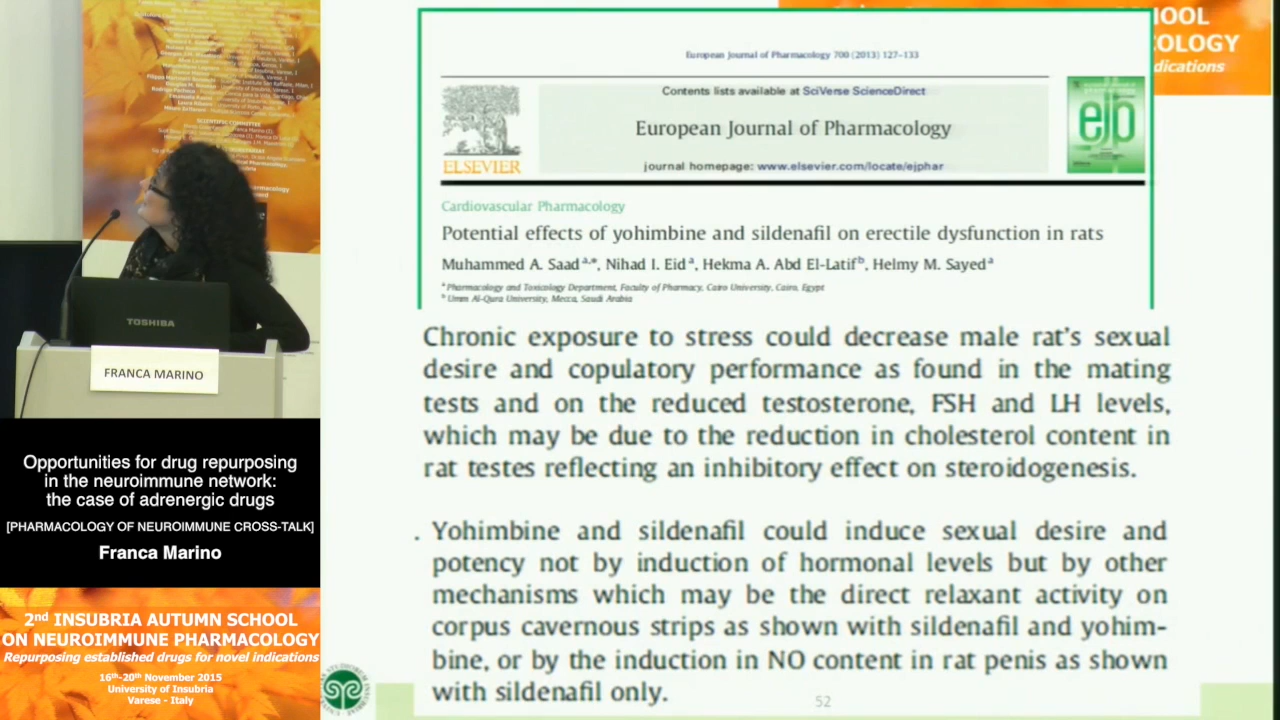 European Journal of Pharmacology 700 (2013) 127–133
Contents lists available at SciVerse ScienceDirect
European Journal of Pharmacology
journal homepage: www.elsevier.com/locate/ejphar
ELSEVIER
ejp
Cardiovascular Pharmacology
Potential effects of yohimbine and sildenafil on erectile dysfunction in rats
Muhammed A. Saad a,*, Nihad I. Eid a, Hekma A. Abd El-Latif b, Helmy M. Sayed a
a Pharmacology and Toxicology Department, Faculty of Pharmacy, Cairo University, Cairo, Egypt
b Umm Al-Qura University, Mecca, Saudi Arabia
Chronic exposure to stress could decrease male rat's sexual
desire and copulatory performance as found in the mating
tests and on the reduced testosterone, FSH and LH levels,
which may be due to the reduction in cholesterol content in
rat testes reflecting an inhibitory effect on steroidogenesis.
. Yohimbine and sildenafil could induce sexual desire and
potency not by induction of hormonal levels but by other
mechanisms which may be the direct relaxant activity on
corpus cavernous strips as shown with sildenafil and yohim-
bine, or by the induction in NO content in rat penis as shown
with sildenafil only.
52
OOL
OLOGY
dications
SCIENTIFIC COMMITTEE
TOSHIBA
FRANCA MARINO
Opportunities for drug repurposing
in the neuroimmune network:
the case of adrenergic drugs
[PHARMACOLOGY OF NEUROIMMUNE CROSS-TALK]
Franca Marino
2nd INSUBRIA AUTUMN SCHOOL
ON NEUROIMMUNE PHARMACOLOGY
Repurposing established drugs for novel indications
16th-20th November 2015
University of Insubria
Varese - Italy